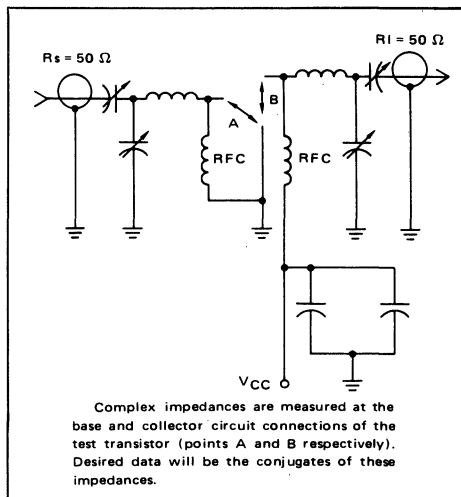 Rs = 50 Ω
Rl = 50 Ω
B
A
RFC
RFC
VCC
Complex impedances are measured at the
base and collector circuit connections of the
test transistor (points A and B respectively).
Desired data will be the conjugates of these
impedances.